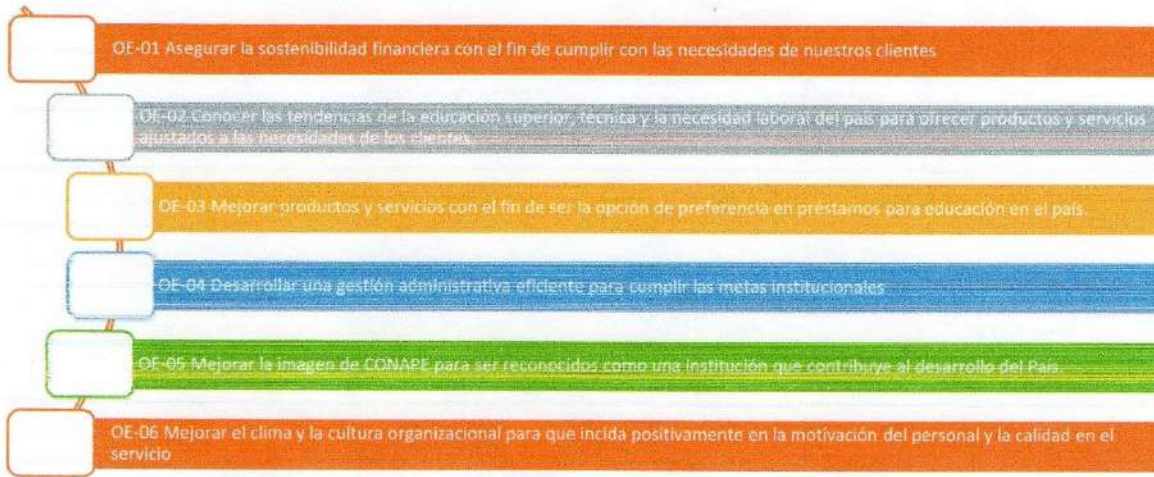 OE-01 Asegurar la sostenibilidad financiera con el fin de cumplir con las necesidades de nuestros clientes
OE-02 Conocer las tendencias de la educación superior, técnica y la necesidad laboral del país para ofrecer productos y servicios
ajustados a las necesidades de los clientes.
OE-03 Mejorar productos y servicios con el fin de ser la opción de preferencia en préstamos para educación en el país.
OE-04 Desarrollar una gestión administrativa eficiente para cumplir las metas institucionales
OE-05 Mejorar la imagen de CONAPE para ser reconocidos como una institución que contribuye al desarrollo del País.
OE-06 Mejorar el clima y la cultura organizacional para que incida positivamente en la motivación del personal y la calidad en el
servicio